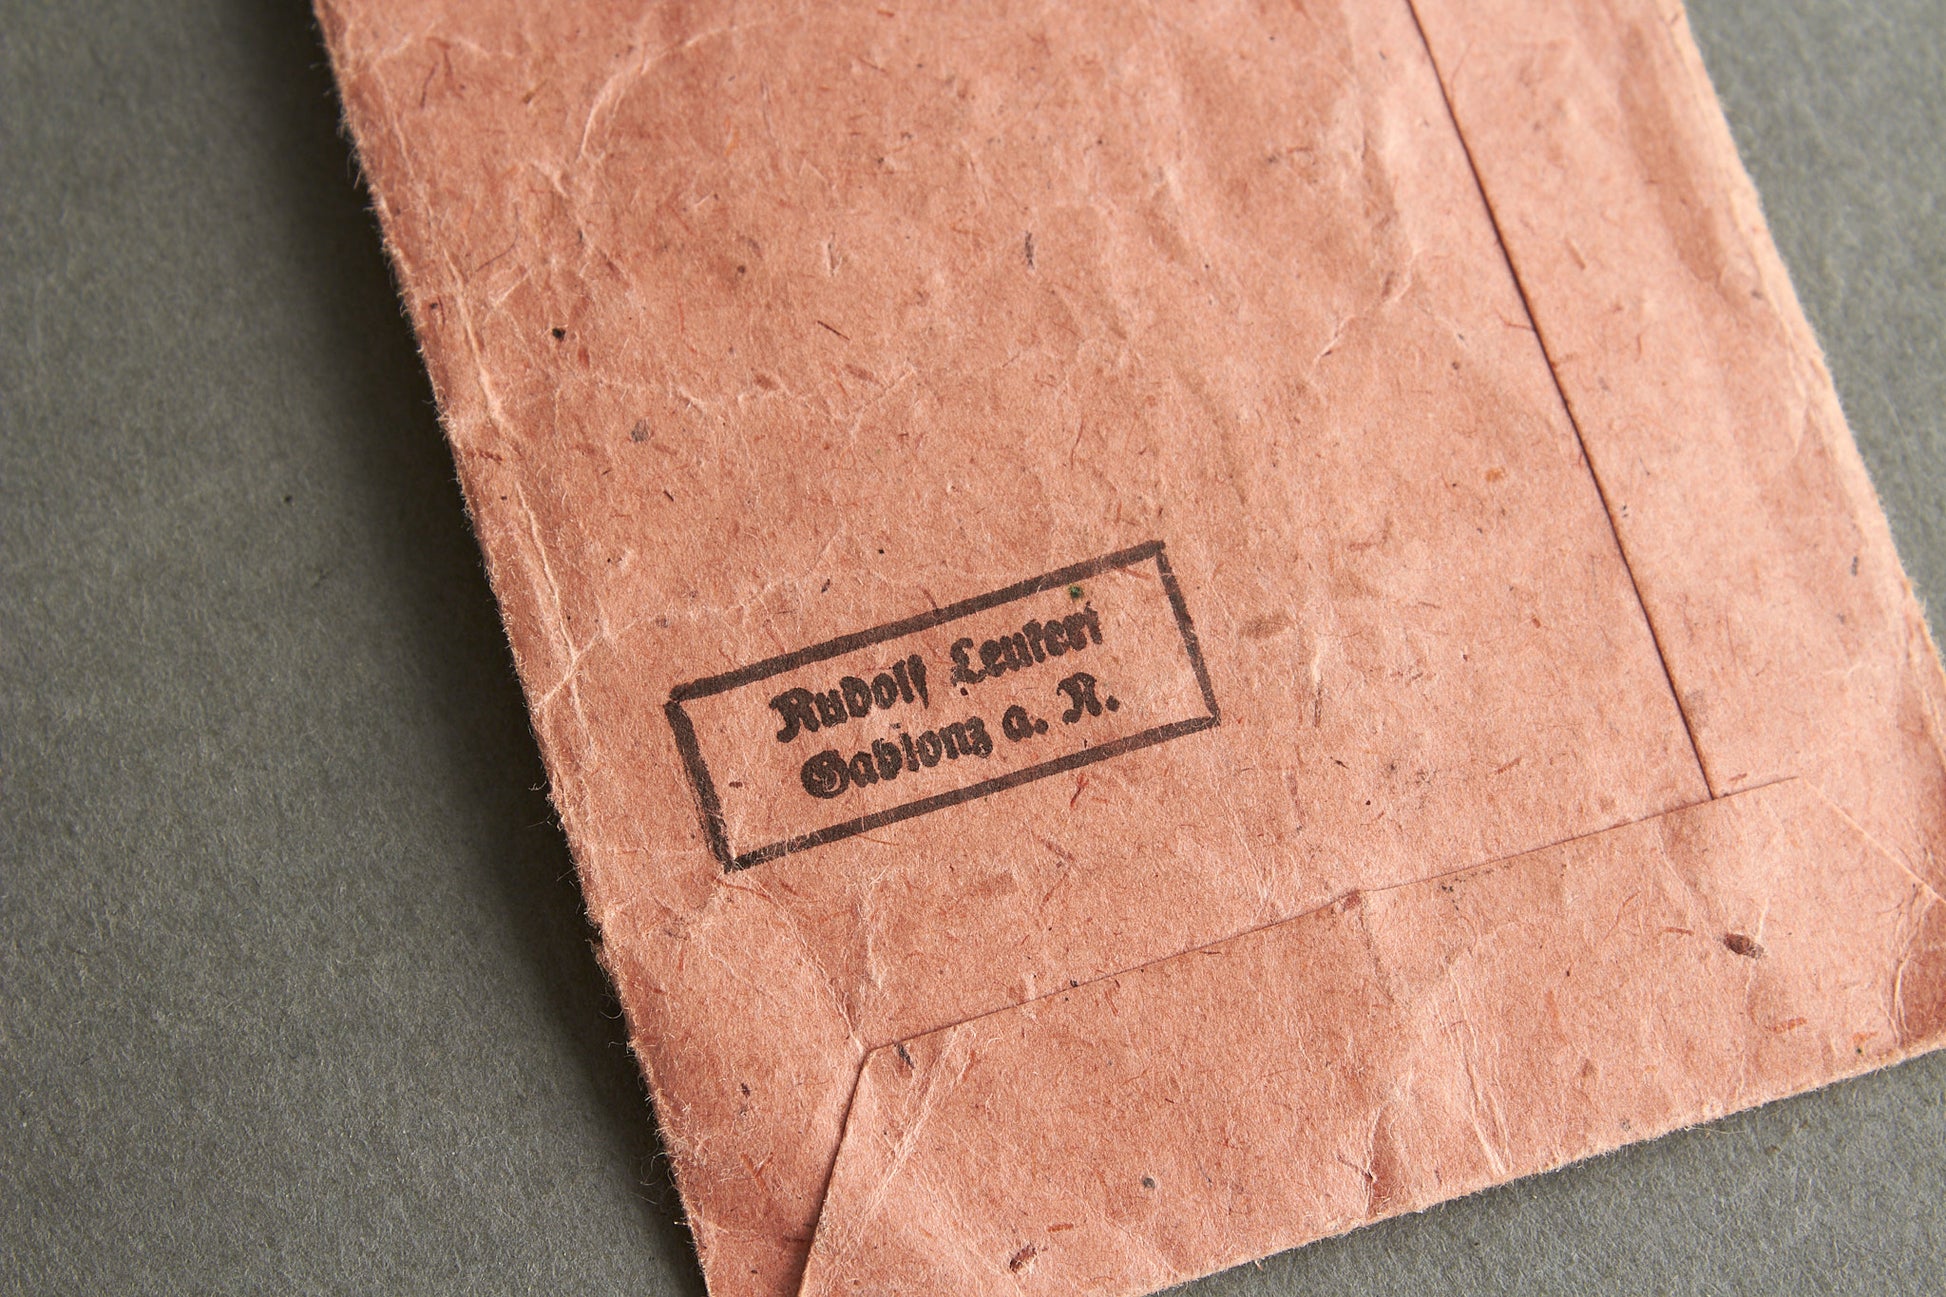 Rudolf Leukert
Gablonz a. N.